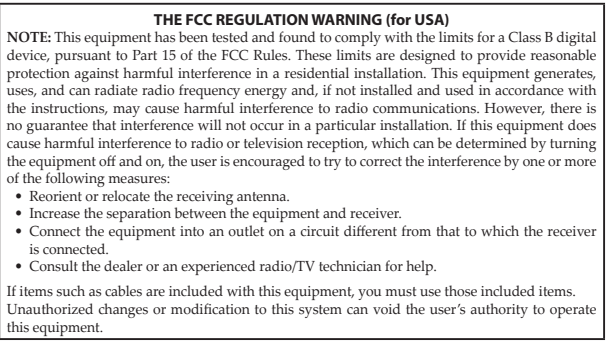 THE FCC REGULATION WARNING (for USA)
NOTE: This equipment has been tested and found to comply with the limits for a Class B digital
device, pursuant to Part 15 of the FCC Rules. These limits are designed to provide reasonable
protection against harmful interference in a residential installation. This equipment generates,
uses, and can radiate radio frequency energy and, if not installed and used in accordance with
the instructions, may cause harmful interference to radio communications. However, there is
no guarantee that interference will not occur in a particular installation. If this equipment does
cause harmful interference to radio or television reception, which can be determined by turning
the equipment off and on, the user is encouraged to try to correct the interference by one or more
of the following measures:
• Reorient or relocate the receiving antenna.
• Increase the separation between the equipment and receiver.
• Connect the equipment into an outlet on a circuit different from that to which the receiver
is connected.
• Consult the dealer or an experienced radio/TV technician for help.
If items such as cables are included with this equipment, you must use those included items.
Unauthorized changes or modification to this system can void the user's authority to operate
this equipment.